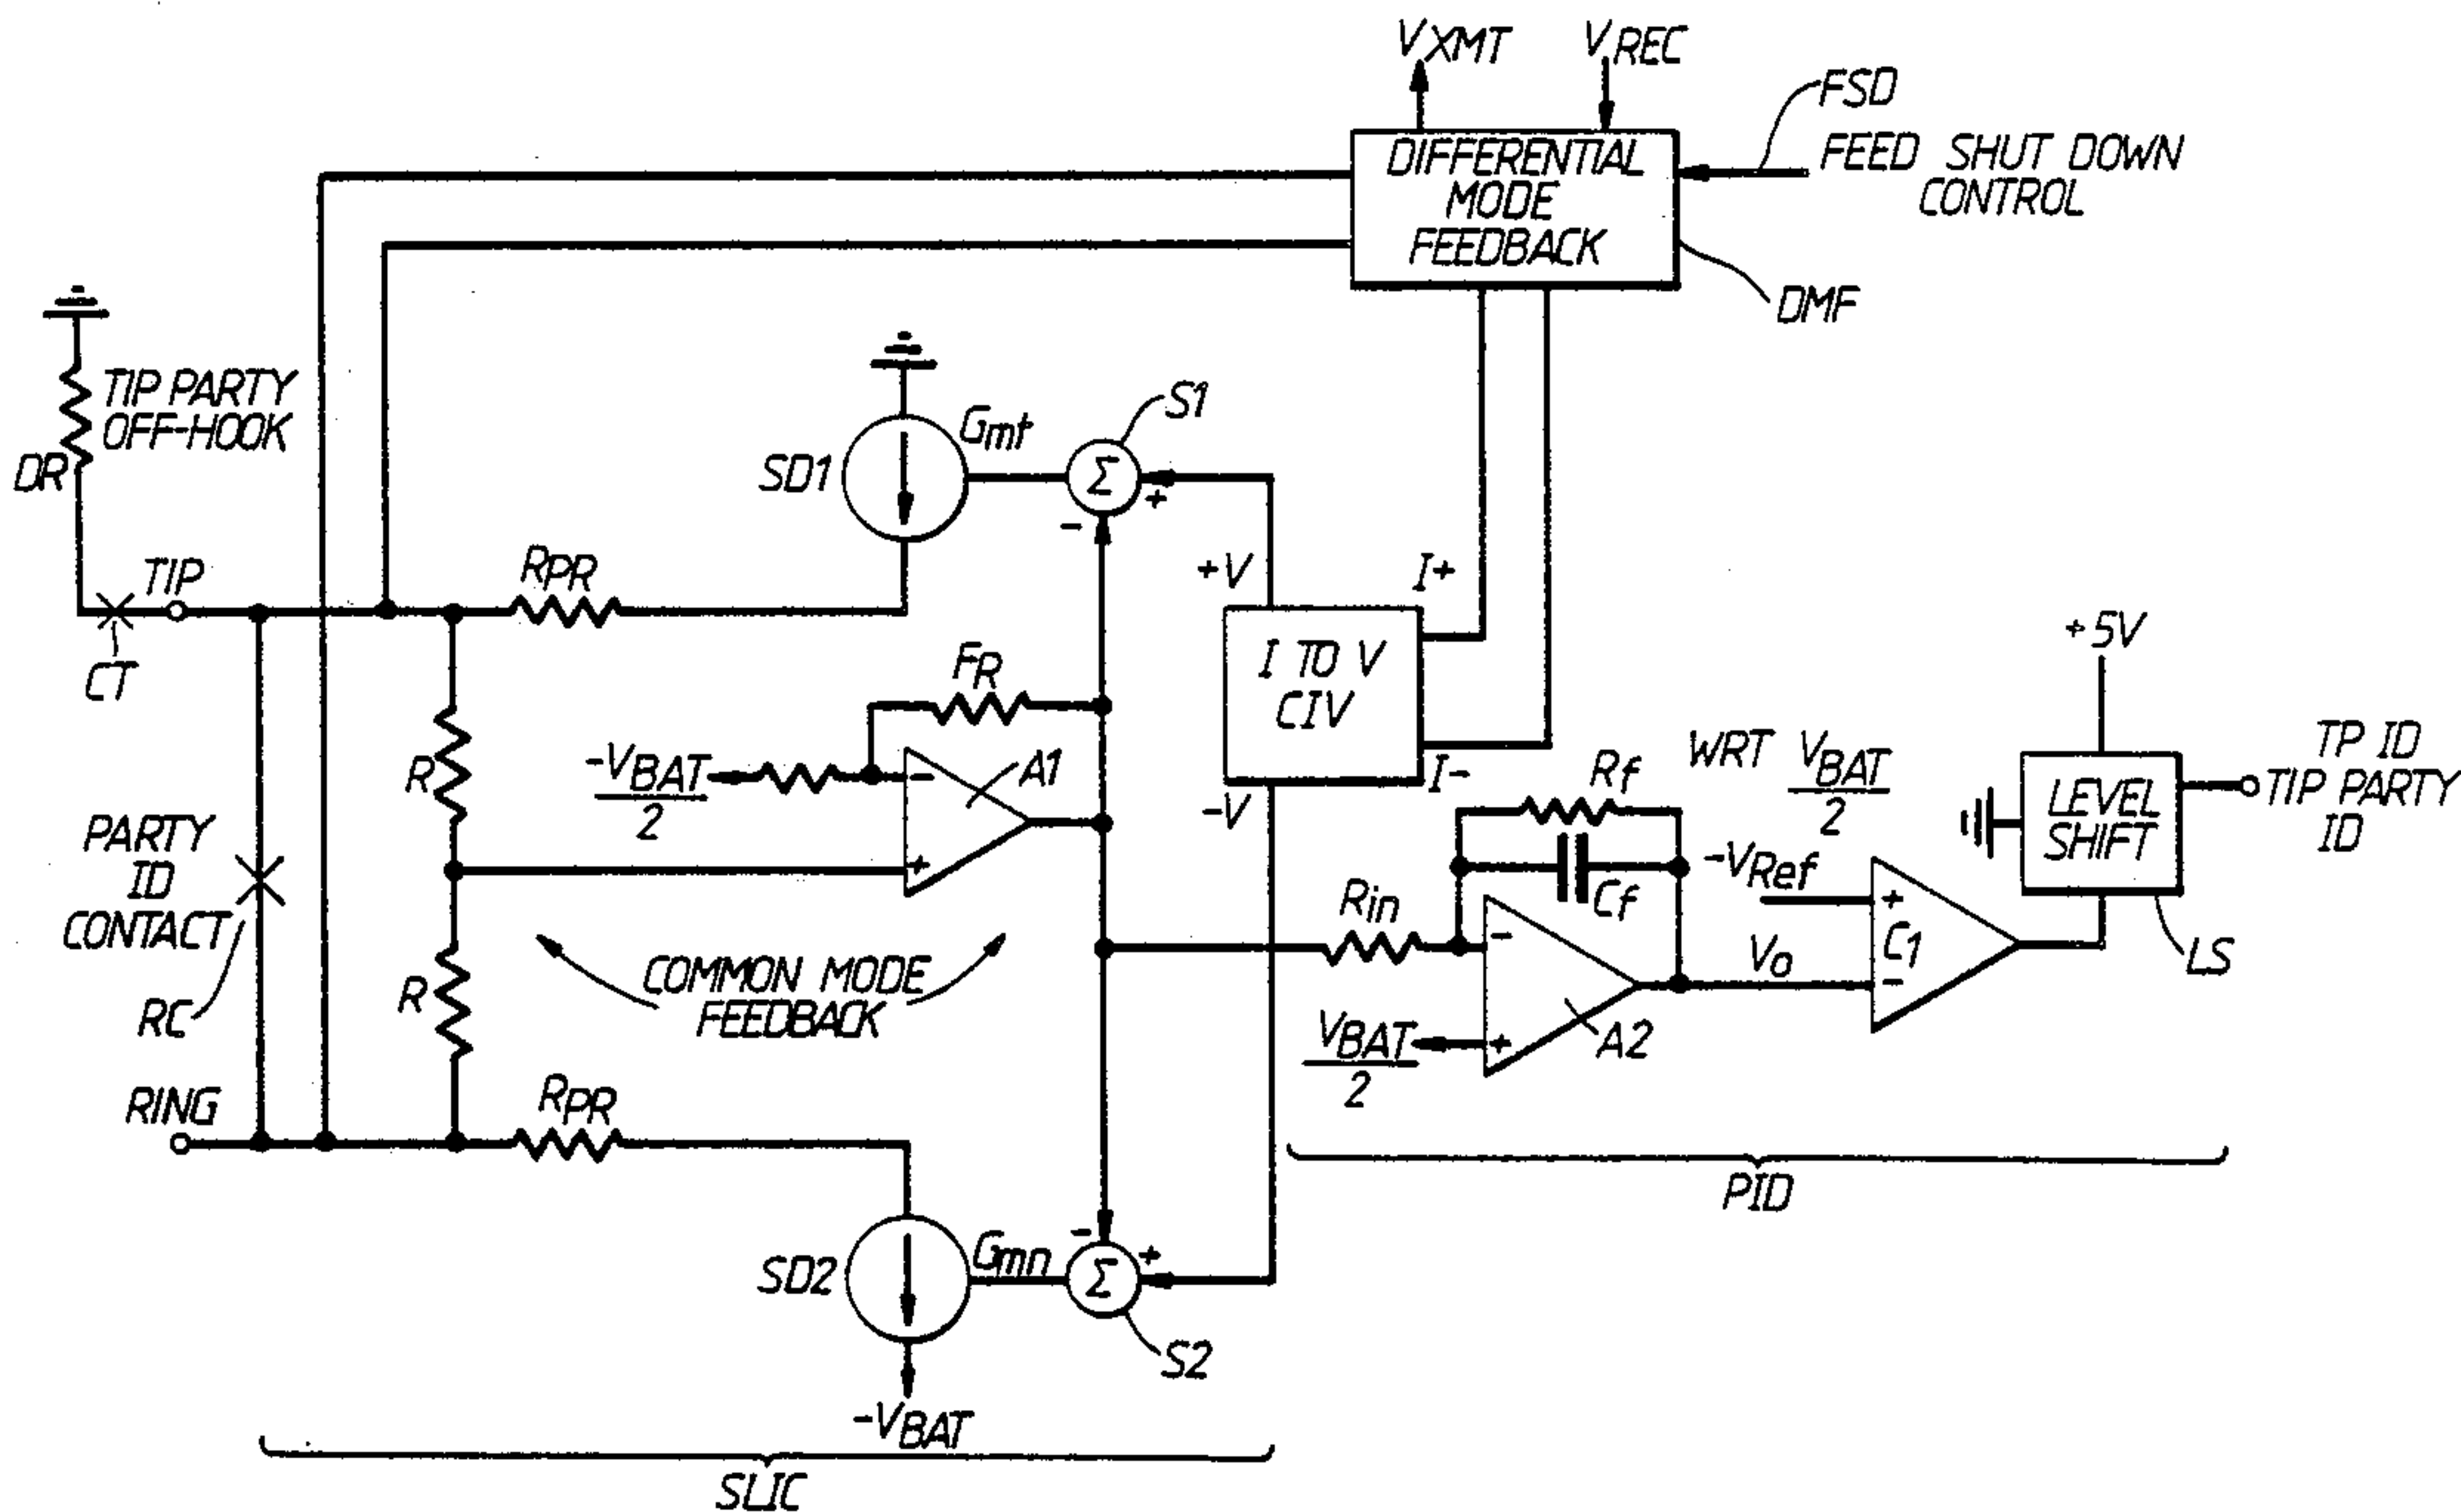 VXMT
VREC
FSD
FEED SHUT DOWN
CONTROL
DIFFERENTIAL
MODE
FEEDBACK
DMF
TIP PARTY
OFF-HOOK
DR
SD1
Gmt
S1
Σ
+
-
TIP
CT
RPR
+V
I+
FR
I TO V
CIV
I-
-V
R
-VBAT
2
-
A1
+
PARTY
ID
CONTACT
RC
R
COMMON MODE
FEEDBACK
RING
RPR
SD2
Gmn
-
Σ
+
S2
-VBAT
SLIC
Rin
Rf
Cf
-
+
A2
VBAT
2
WRT VBAT
2
-VRef
+
C1
-
Vo
+5V
LEVEL
SHIFT
LS
TP ID
TIP PARTY
ID
PID